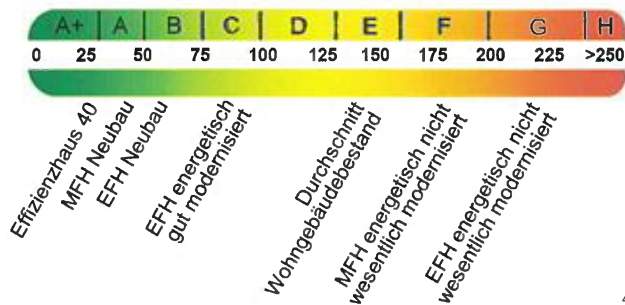 A+ A B C D E F G H
0 25 50 75 100 125 150 175 200 225 >250
Effizienzhaus 40
MFH Neubau
EFH Neubau
EFH energetisch
gut modernisiert
Durchschnitt
Wohngebäudebestand
MFH energetisch nicht
wesentlich modernisiert
EFH energetisch nicht
wesentlich modernisiert